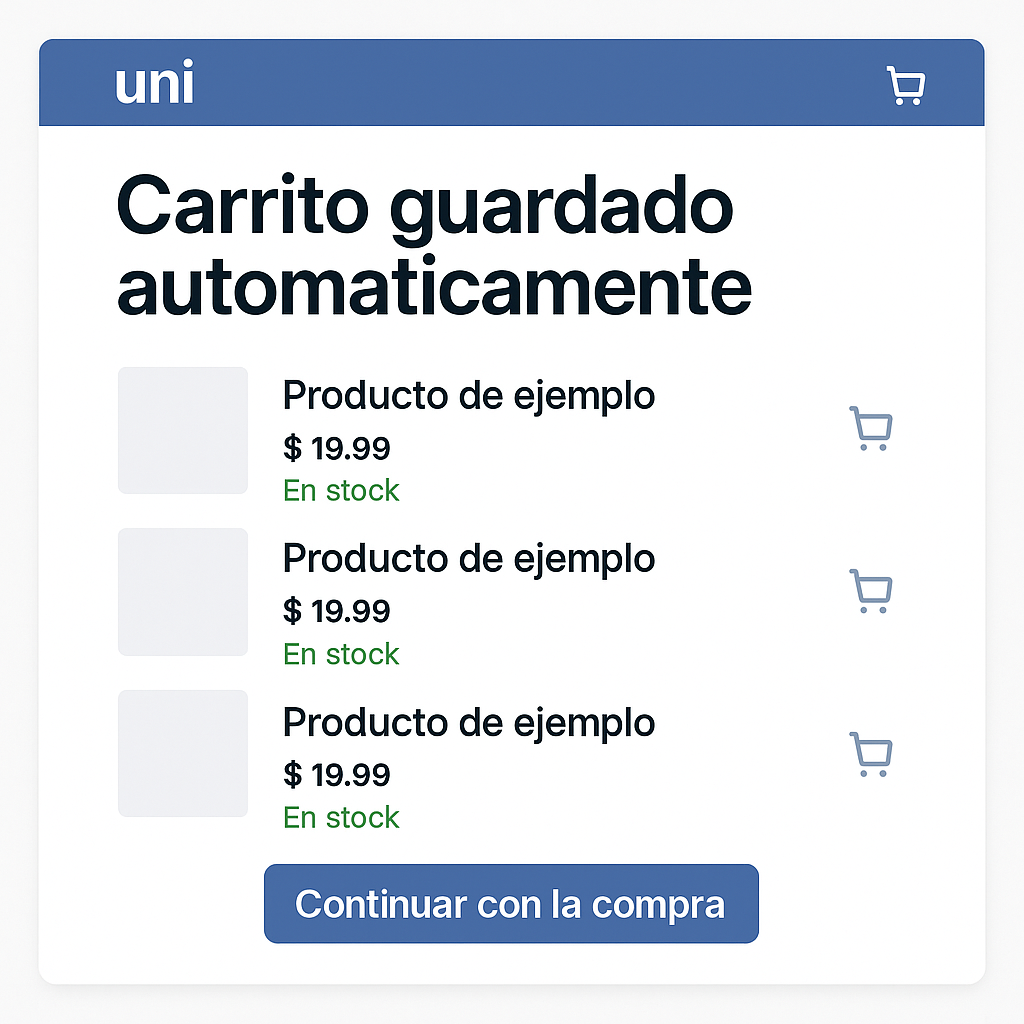 uni
Carrito guardado
automaticamente
Producto de ejemplo
$ 19.99
En stock
Producto de ejemplo
$ 19.99
En stock
Producto de ejemplo
$ 19.99
En stock
Continuar con la compra